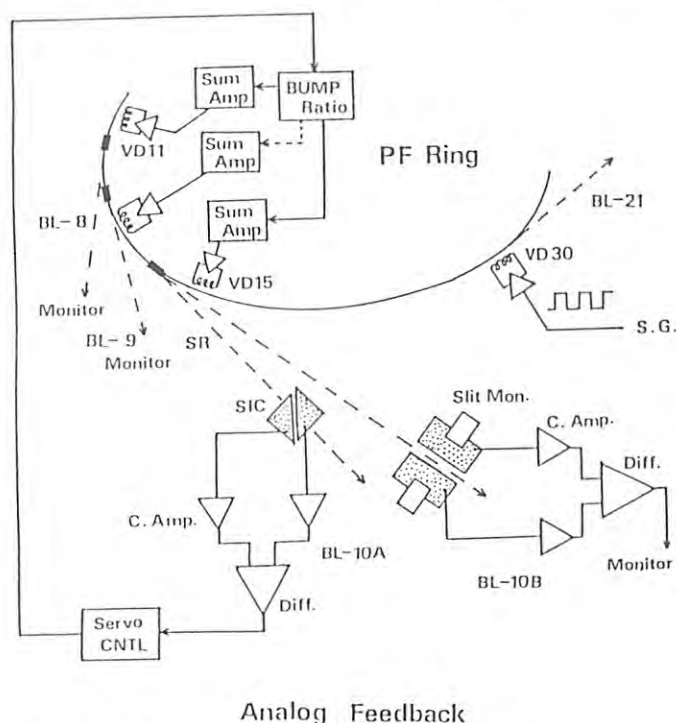 Sum
Amp
BUMP
Ratio
VD11
Sum
Amp
PF Ring
BL-8
Sum
Amp
BL-21
VD30
VD15
Monitor
BL-9
Monitor
SR
S.G.
SIC
Slit Mon.
C. Amp.
Diff.
C. Amp.
BL-10A
BL-10B
Monitor
Diff.
Servo
CNTL
Analog Feedback